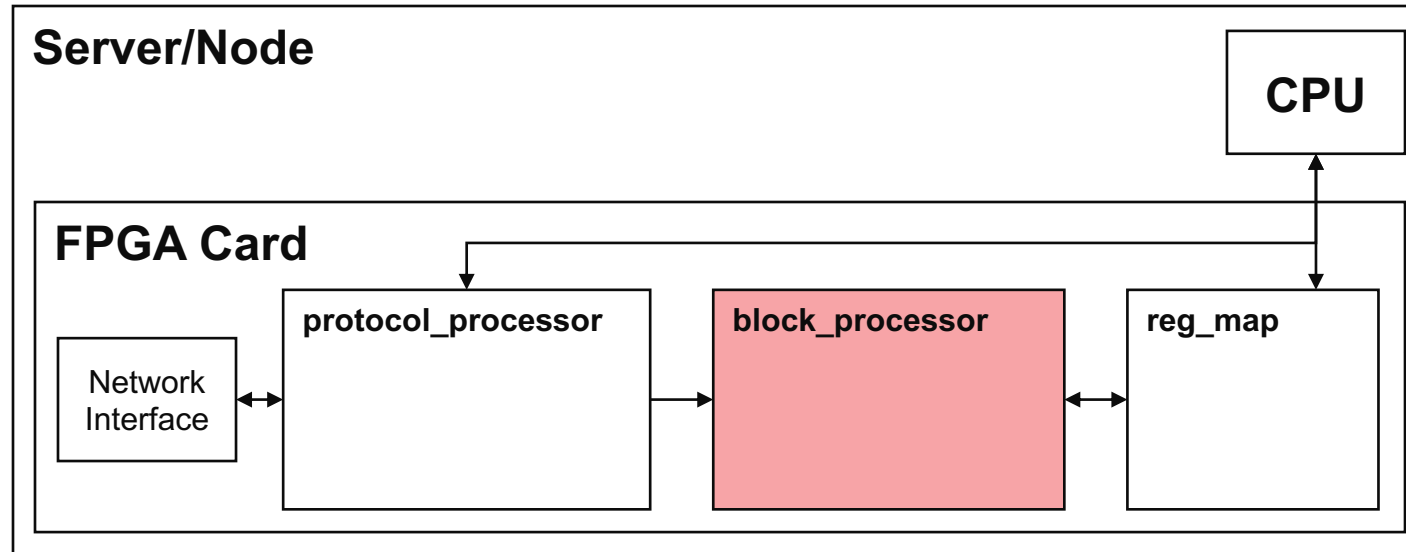 Server/Node
CPU
FPGA Card
protocol_processor
block_processor
reg_map
Network
Interface